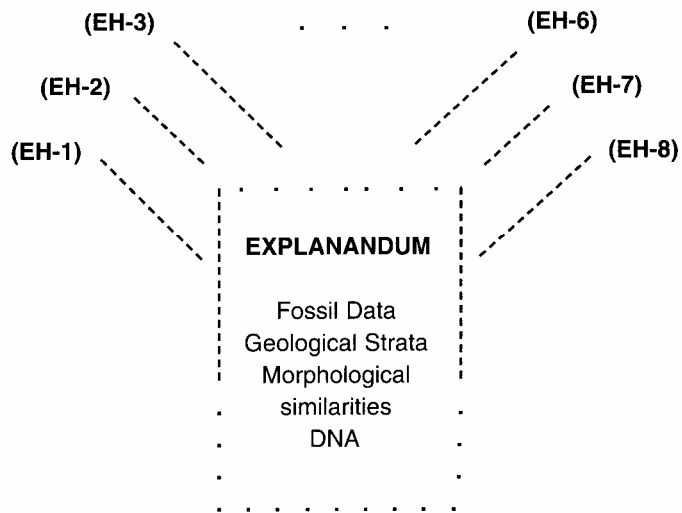 (EH-3) . . . (EH-6)
(EH-2) (EH-7)
(EH-1) (EH-8)
EXPLANANDUM
Fossil Data
Geological Strata
Morphological
similarities
DNA